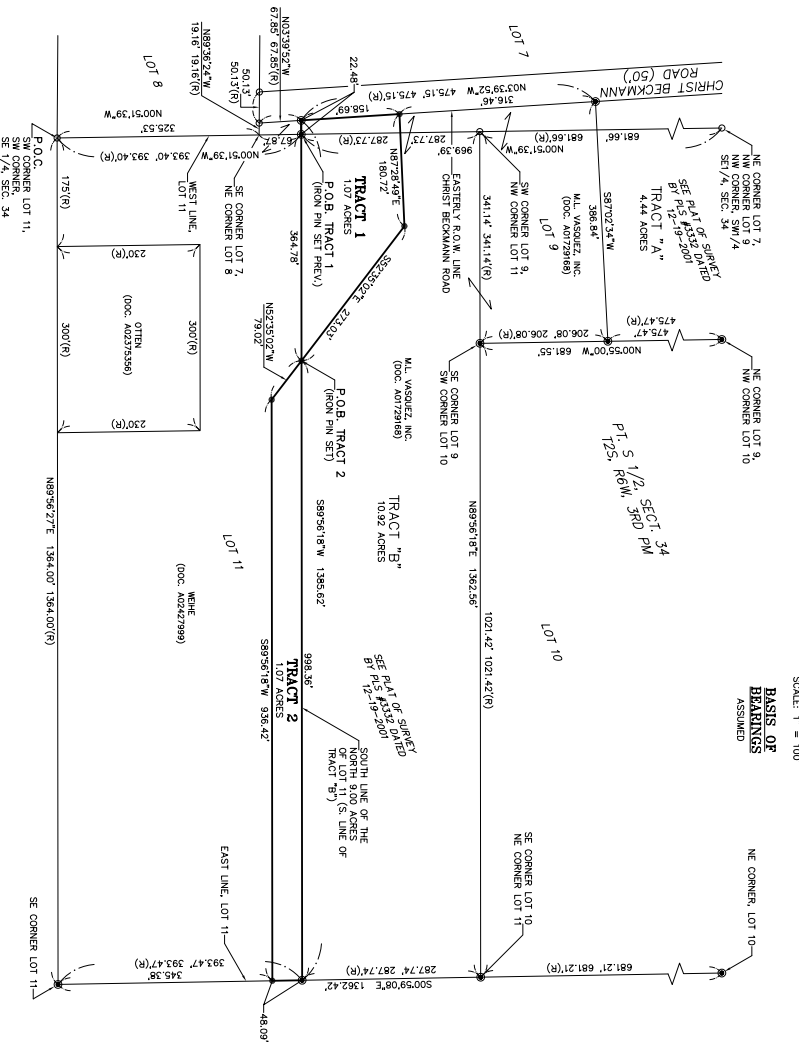 SCALE: 1" = 100'
BASIS OF
BEARINGS
ASSUMED
NE CORNER LOT 7,
NW CORNER LOT 9
NW CORNER, SW1/4
SE1/4, SEC. 34
NE CORNER LOT 9,
NW CORNER LOT 10
NE CORNER, LOT 10
CHRIST BECKMANN
ROAD (50')
LOT 7
N03°39'52"W 475.15' 475.15'(R)
316.46'
158.69'
681.66' 681.66'(R)
N00°51'39"W 969.39'
SEE PLAT OF SURVEY
BY PLS #3332 DATED
12-19-2001
TRACT "A"
4.44 ACRES
S87°02'34"W
386.84'
M.L. VASQUEZ, INC.
(DOC. A01729168)
LOT 9
475.47'
475.47'(R)
N00°55'00"W 681.55'
206.08' 206.08'(R)
681.21' 681.21'(R)
PT. S 1/2, SECT. 34
T2S, R6W, 3RD PM
LOT 10
SW CORNER LOT 9,
NW CORNER LOT 11
341.14' 341.14'(R)
SE CORNER LOT 9
SW CORNER LOT 10
N89°56'18"E 1362.56'
1021.42' 1021.42'(R)
SE CORNER LOT 10
NE CORNER LOT 11
EASTERLY R.O.W. LINE
CHRIST BECKMANN ROAD
287.73' 287.73'(R)
N87°28'49"E
180.72'
S52°35'02"E 273.03'
M.L. VASQUEZ, INC.
(DOC. A01729168)
TRACT "B"
10.92 ACRES
SEE PLAT OF SURVEY
BY PLS #3332 DATED
12-19-2001
287.74' 287.74'(R)
S00°59'08"E 1362.42'
22.48'
TRACT 1
1.07 ACRES
P.O.B. TRACT 1
(IRON PIN SET PREV.)
364.78'
P.O.B. TRACT 2
(IRON PIN SET)
S89°56'18"W 1385.62'
998.36'
SOUTH LINE OF THE
NORTH 9.00 ACRES
OF LOT 11 (S. LINE OF
TRACT "B")
N03°39'52"W
67.85' 67.85'(R)
50.13'
50.13'(R)
N89°36'24"W
19.16' 19.16'(R)
67.87'
N52°35'02"W
79.02'
TRACT 2
1.07 ACRES
S89°56'18"W 936.42'
48.09'
SE CORNER LOT 7,
NE CORNER LOT 8
LOT 8
N00°51'39"W
325.53'
N00°51'39"W 393.40' 393.40'(R)
WEST LINE,
LOT 11
LOT 11
EAST LINE, LOT 11
393.47' 393.47'(R)
345.38'
300'(R)
230'(R)
OTTEN
(DOC. A02375356)
230'(R)
WEIHE
(DOC. A02427999)
175'(R)
300'(R)
N89°56'27"E 1364.00' 1364.00'(R)
P.O.C.
SW CORNER LOT 11,
SW CORNER,
SE 1/4, SEC. 34
SE CORNER LOT 11